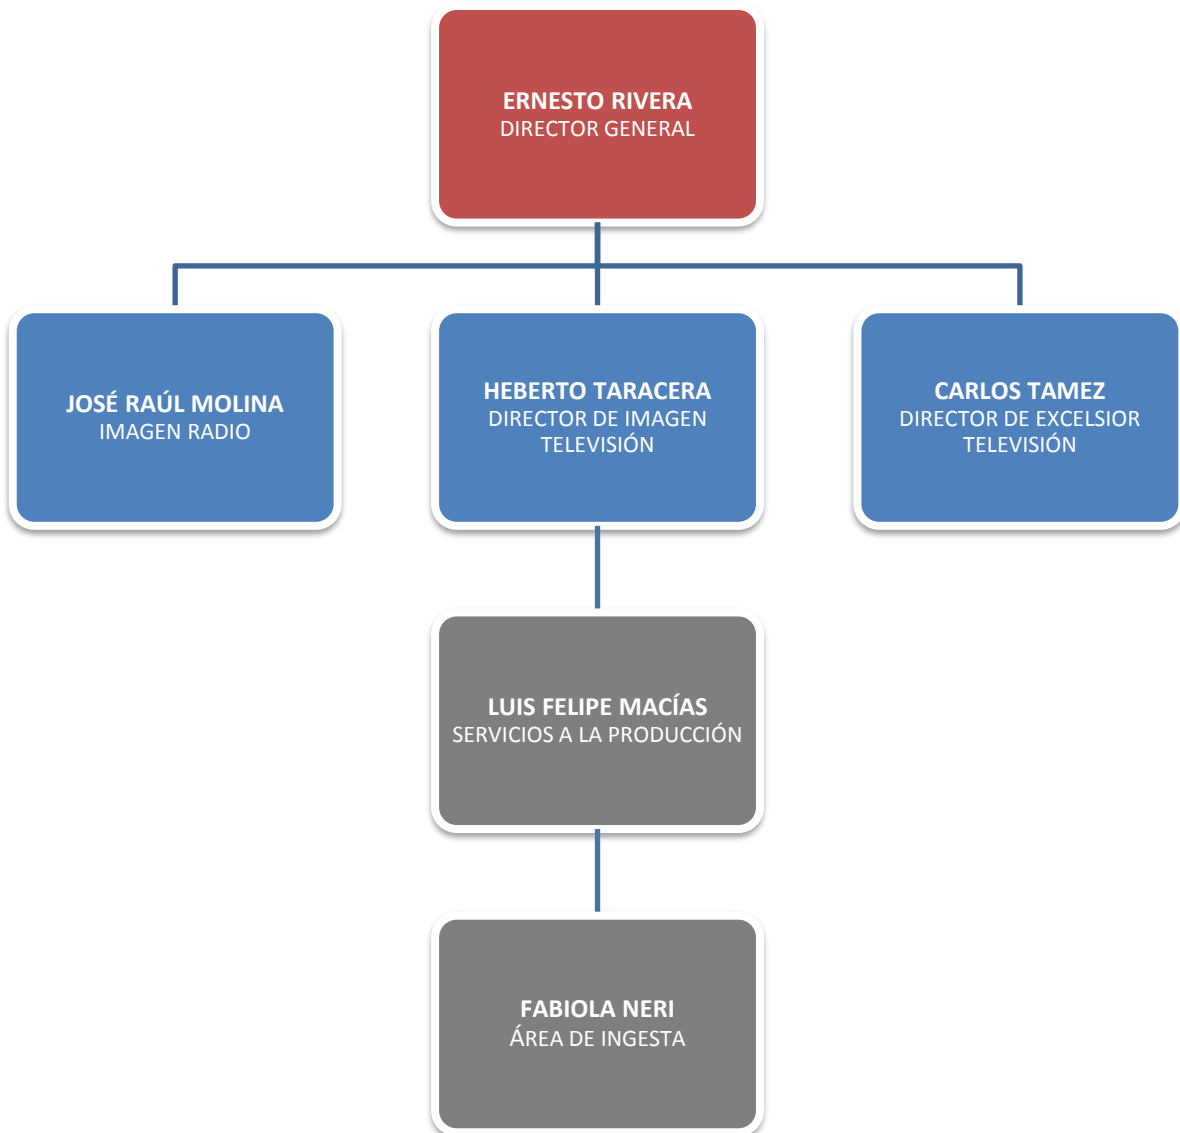 ERNESTO RIVERA
DIRECTOR GENERAL
JOSÉ RAÚL MOLINA
IMAGEN RADIO
HEBERTO TARACERA
DIRECTOR DE IMAGEN
TELEVISIÓN
CARLOS TAMEZ
DIRECTOR DE EXCELSIOR
TELEVISIÓN
LUIS FELIPE MACÍAS
SERVICIOS A LA PRODUCCIÓN
FABIOLA NERI
ÁREA DE INGESTA